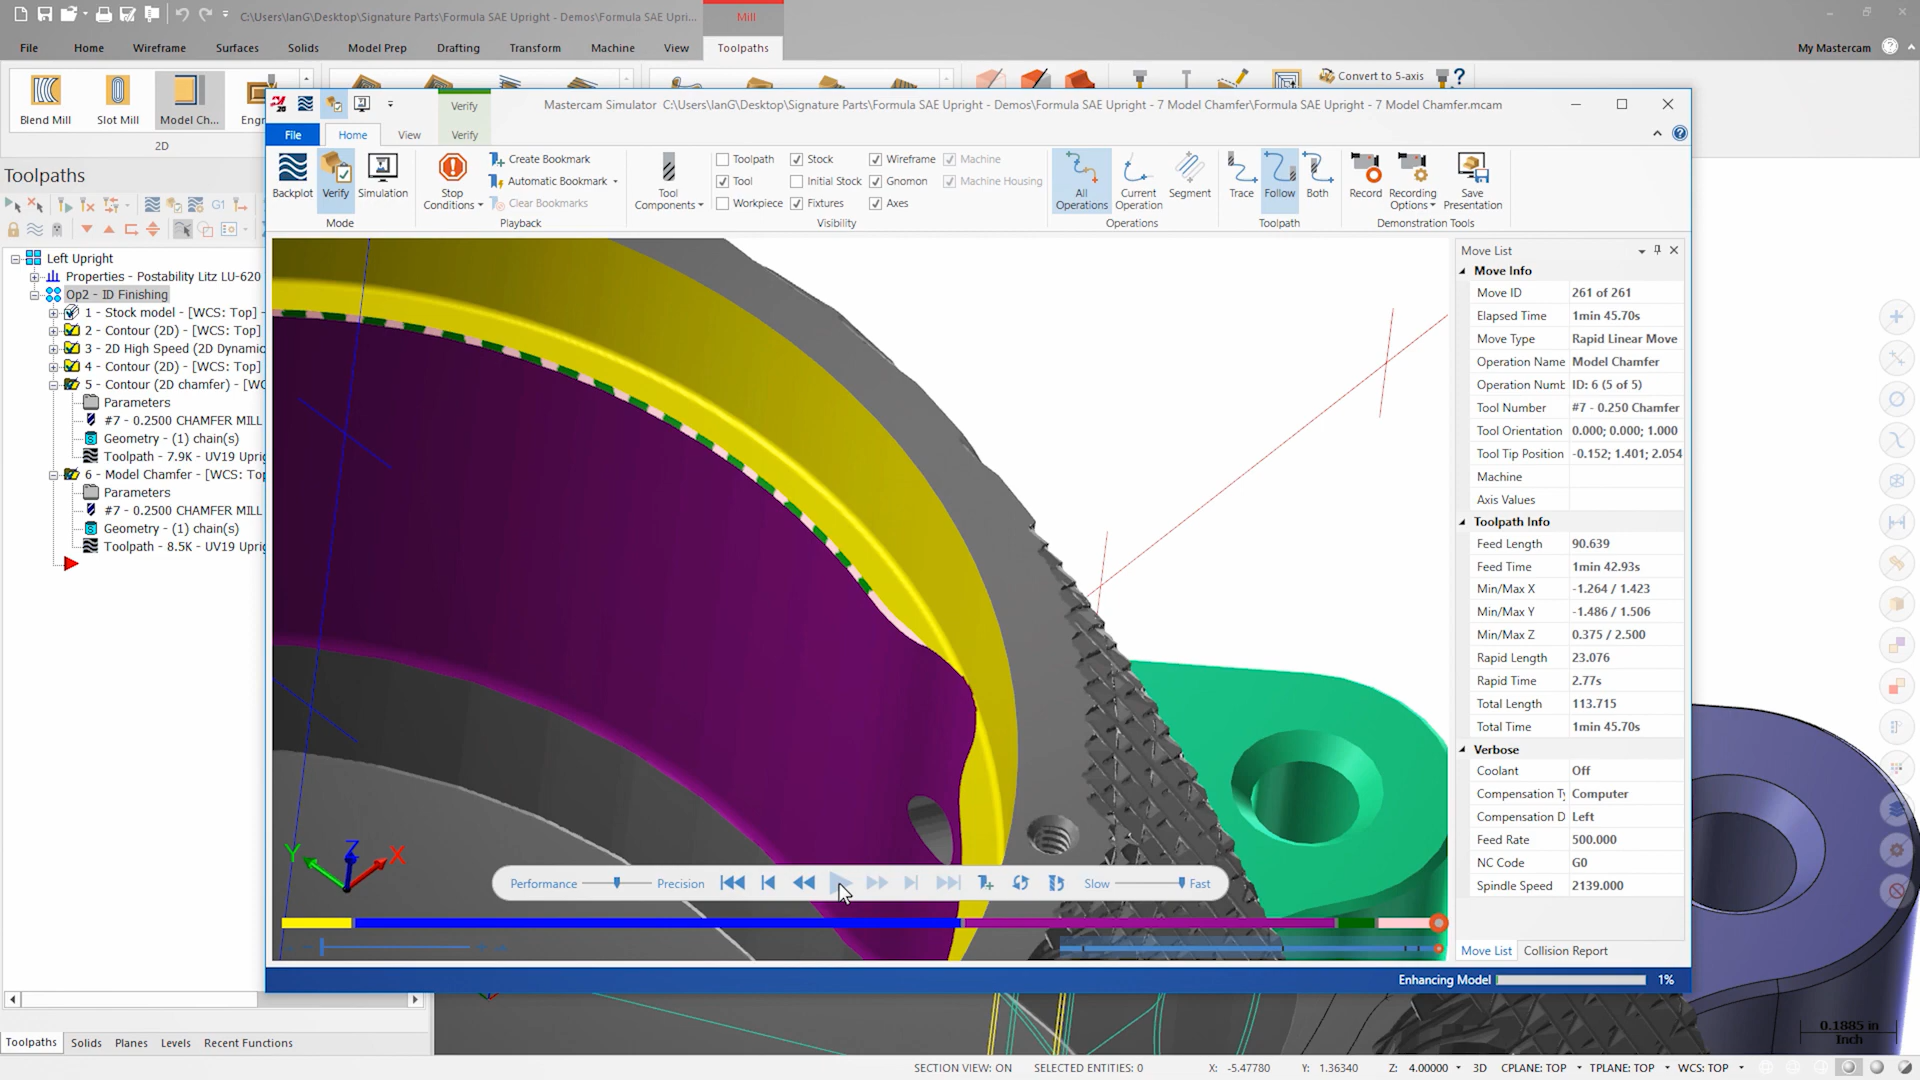 C:\Users\IanG\Desktop\Signature Parts\Formula SAE Upright - Demos\Formula SAE Upri...
Mill
File
Home
Wireframe
Surfaces
Solids
Model Prep
Drafting
Transform
Machine
View
Toolpaths
My Mastercam
Blend Mill
Slot Mill
Model Ch...
Engr
2D
Convert to 5-axis
Verify
Mastercam Simulator C:\Users\IanG\Desktop\Signature Parts\Formula SAE Upright - Demos\Formula SAE Upright - 7 Model Chamfer\Formula SAE Upright - 7 Model Chamfer.mcam
File
Home
View
Verify
Backplot
Verify
Simulation
Mode
Stop Conditions
Create Bookmark
Automatic Bookmark
Clear Bookmarks
Playback
Tool Components
Toolpath
Tool
Workpiece
Stock
Initial Stock
Fixtures
Wireframe
Gnomon
Axes
Machine
Machine Housing
Visibility
All Operations
Current Operation
Segment
Operations
Trace
Follow
Both
Toolpath
Record
Recording Options
Save Presentation
Demonstration Tools
Toolpaths
G1
Left Upright
Properties - Postability Litz LU-620
Op2 - ID Finishing
1 - Stock model - [WCS: Top] -
2 - Contour (2D) - [WCS: Top]
3 - 2D High Speed (2D Dynamic
4 - Contour (2D) - [WCS: Top]
5 - Contour (2D chamfer) - [WC
Parameters
#7 - 0.2500 CHAMFER MILL
Geometry - (1) chain(s)
Toolpath - 7.9K - UV19 Uprig
6 - Model Chamfer - [WCS: Top
Parameters
#7 - 0.2500 CHAMFER MILL
Geometry - (1) chain(s)
Toolpath - 8.5K - UV19 Uprig
Move List
Move Info
Move ID 261 of 261
Elapsed Time 1min 45.70s
Move Type Rapid Linear Move
Operation Name Model Chamfer
Operation Numb ID: 6 (5 of 5)
Tool Number #7 - 0.250 Chamfer
Tool Orientation 0.000; 0.000; 1.000
Tool Tip Position -0.152; 1.401; 2.054
Machine
Axis Values
Toolpath Info
Feed Length 90.639
Feed Time 1min 42.93s
Min/Max X -1.264 / 1.423
Min/Max Y -1.486 / 1.506
Min/Max Z 0.375 / 2.500
Rapid Length 23.076
Rapid Time 2.77s
Total Length 113.715
Total Time 1min 45.70s
Verbose
Coolant Off
Compensation Ty Computer
Compensation D Left
Feed Rate 500.000
NC Code G0
Spindle Speed 2139.000
Move List
Collision Report
Y Z X
Performance
Precision
Slow
Fast
Enhancing Model 1%
Toolpaths
Solids
Planes
Levels
Recent Functions
0.1885 in
Inch
SECTION VIEW: ON
SELECTED ENTITIES: 0
X: -5.47780
Y: 1.36340
Z: 4.00000
3D
CPLANE: TOP
TPLANE: TOP
WCS: TOP